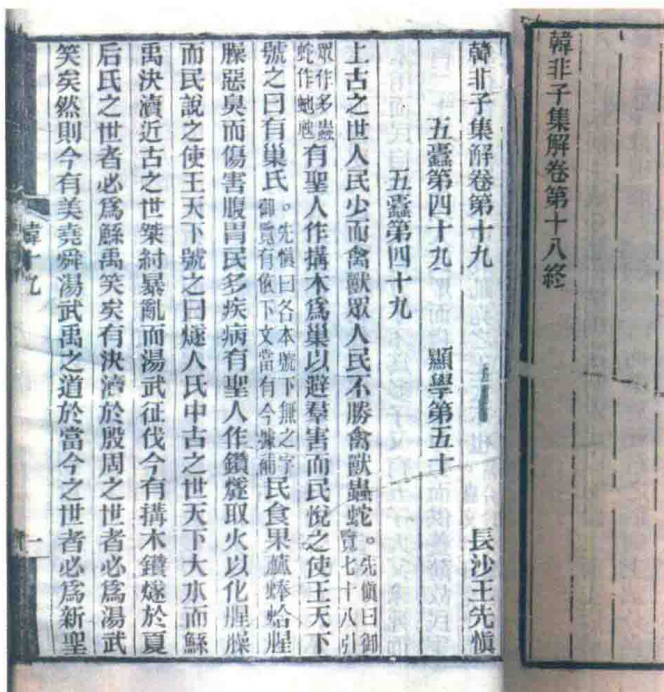 韓非子集解卷第十八終
韓非子集解卷第十九 長沙王先慎
五蠹第四十九 顯學第五十
五蠹第四十九
上古之世人民少而禽獸眾人民不勝禽獸蟲蛇。先慎曰御覽七十八引
眾作多蟲蛇作有聖人作搆木爲巢以避羣害而民悅之使王天下
號之曰有巢氏。先慎曰各本號下無之字御覽有依下文當有今據補民食果蓏蜯蛤腥
臊惡臭而傷害腹胃民多疾病有聖人作鑽燧取火以化腥臊
而民說之使王天下號之曰燧人氏中古之世天下大水而鯀
禹決瀆近古之世桀紂暴亂而湯武征伐今有搆木鑽燧於夏
后氏之世者必爲鯀禹笑矣有決瀆於殷周之世者必爲湯武
笑矣然則今有美堯舜湯武禹之道於當今之世者必爲新聖
韓十九
一